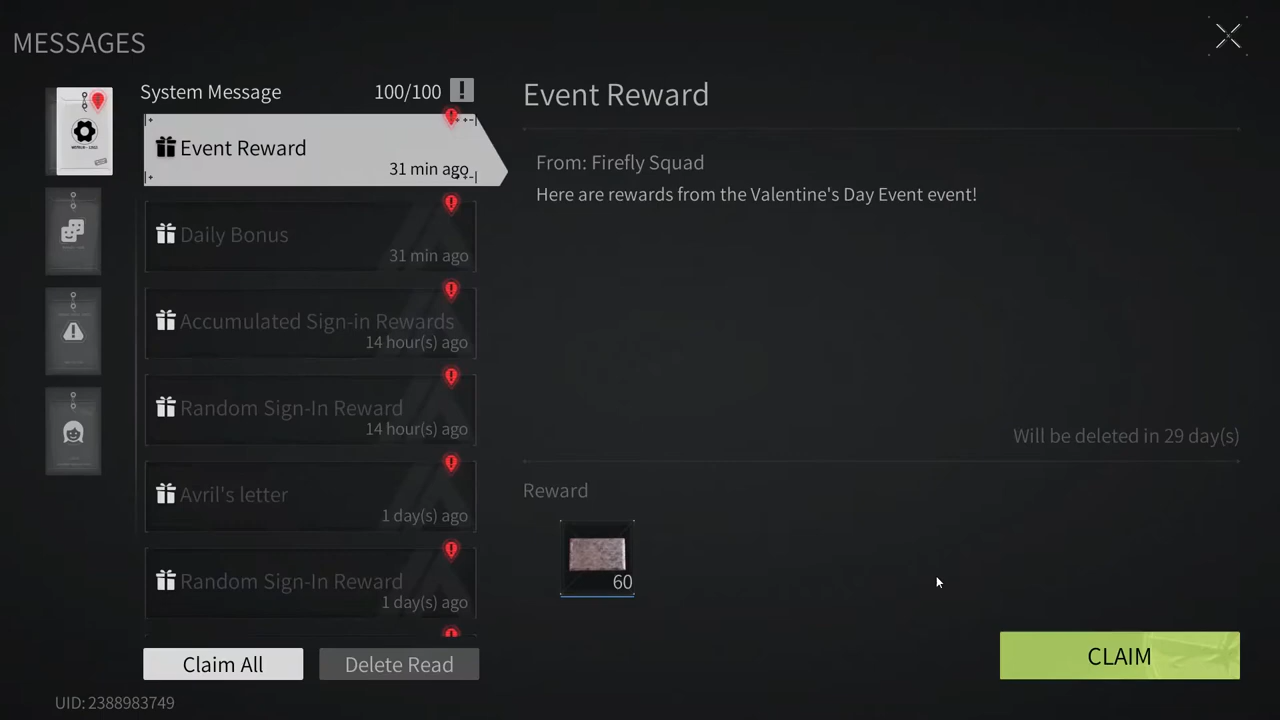 MESSAGES
System Message 100/100
Event Reward
31 min ago
Daily Bonus
31 min ago
Accumulated Sign-in Rewards
14 hour(s) ago
Random Sign-In Reward
14 hour(s) ago
Avril's letter
1 day(s) ago
Random Sign-In Reward
1 day(s) ago
Claim All
Delete Read
UID: 2388983749
Event Reward
From: Firefly Squad
Here are rewards from the Valentine's Day Event event!
Will be deleted in 29 day(s)
Reward
60
CLAIM